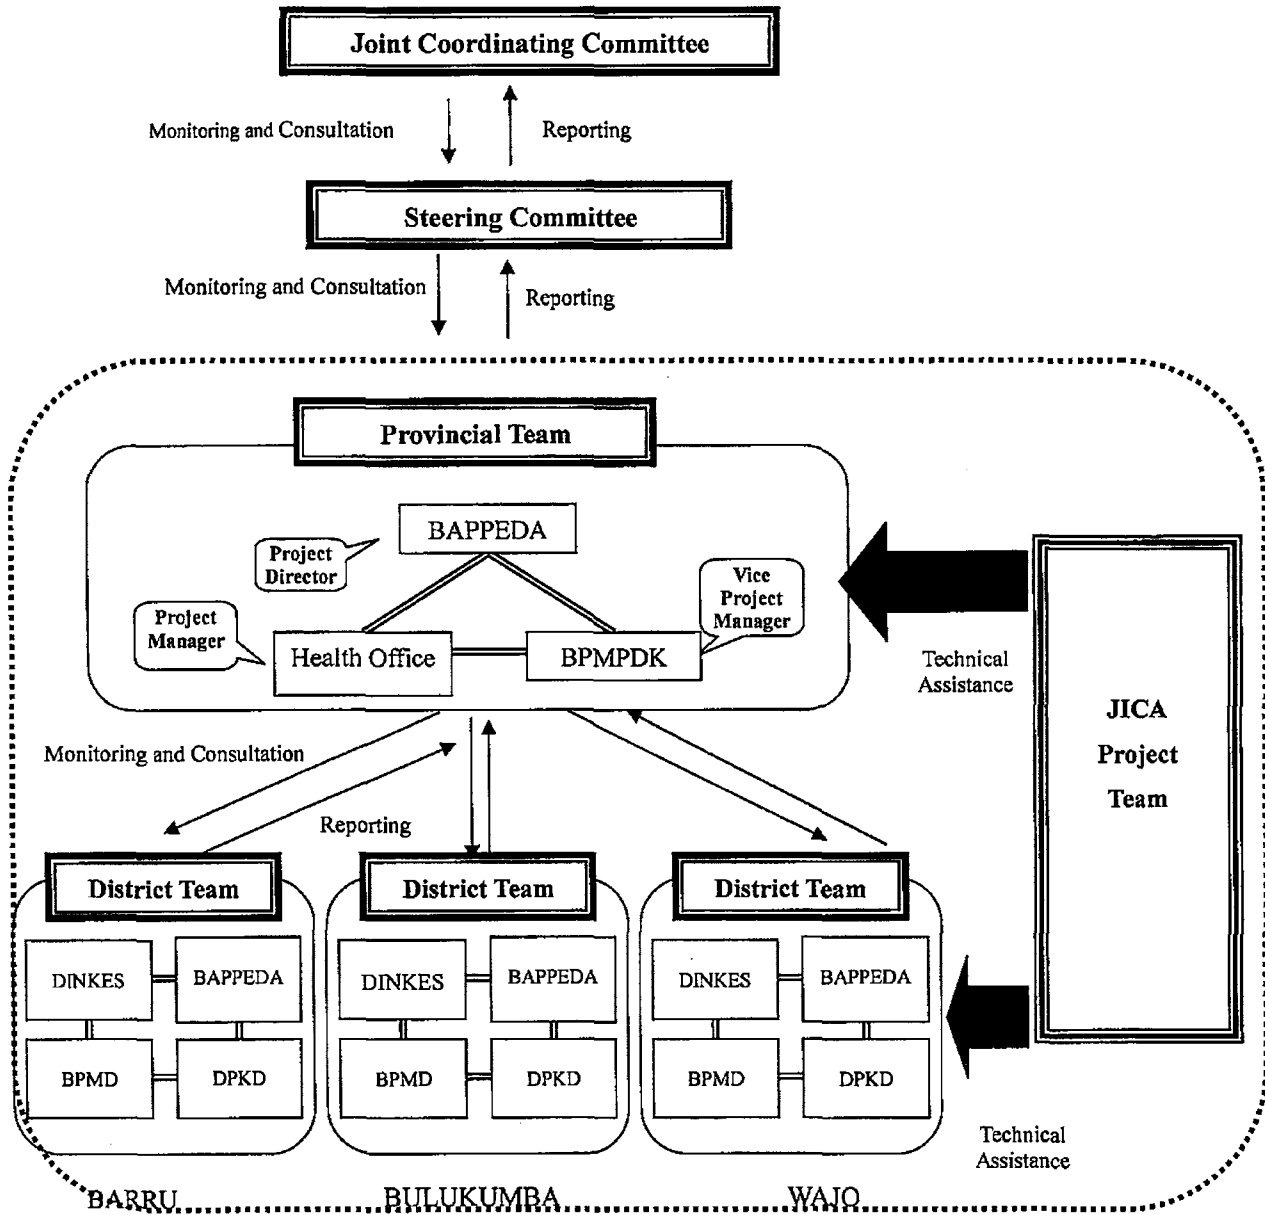 Joint Coordinating Committee
Monitoring and Consultation
Reporting
Steering Committee
Monitoring and Consultation
Reporting
Provincial Team
BAPPEDA
Project
Director
Vice
Project
Manager
Project
Manager
Health Office
BPMPDK
Technical
Assistance
JICA
Project
Team
Monitoring and Consultation
Reporting
District Team
District Team
District Team
DINKES
BAPPEDA
DINKES
BAPPEDA
DINKES
BAPPEDA
BPMD
DPKD
BPMD
DPKD
BPMD
DPKD
Technical
Assistance
BARRU
BULUKUMBA
WAJO